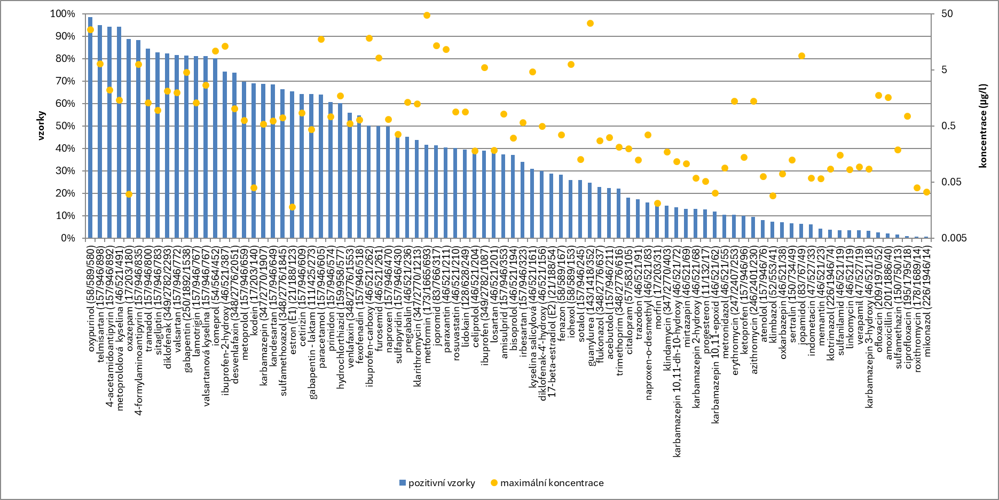 100%
90%
80%
70%
60%
50%
40%
30%
20%
10%
0%
vzorky
50
5
0.5
0.05
0.005
koncentrace (µg/l)
oxypurinol (58/589/580)
telmisartan (157/946/898)
4-acetamidoantipyrin (157/946/892)
metoprololová kyselina (46/521/491)
oxazepam (17/203/180)
4-formylaminoantipyrin (157/946/835)
tramadol (157/946/800)
sitagliptin (157/946/783)
diklofenak (349/2782/2293)
valsartan (157/946/772)
gabapentin (250/1892/1538)
lamotrigin (157/946/767)
valsartanová kyselina (157/946/767)
iomeprol (54/564/452)
ibuprofen-2-hydroxy (46/521/387)
desvenlafaxin (348/2776/2051)
metoprolol (157/946/659)
kodein (17/203/140)
karbamazepin (347/2770/1907)
kandesartan (157/946/649)
sulfamethoxazol (348/2776/1845)
estron (E1) (21/188/123)
cetirizin (157/946/609)
gabapentin - laktam (111/425/273)
paracetamol (157/946/605)
primidon (157/946/574)
hydrochlorthiazid (159/958/577)
venlafaxin (348/2776/1553)
fexofenadin (157/946/518)
ibuprofen-carboxy (46/521/262)
furosemid (46/521/261)
naproxen (157/946/470)
sulfapyridin (157/946/430)
pregabalin (46/521/236)
klarithromycin (347/2770/1213)
metformin (173/1665/693)
jopromid (83/766/317)
paraxantin (46/521/211)
rosuvastatin (46/521/210)
lidokain (128/628/249)
celiprolol (46/521/204)
ibuprofen (349/2782/1087)
losartan (46/521/201)
amisulprid (157/946/353)
bisoprolol (46/521/194)
irbesartan (157/946/323)
kyselina salicylová (46/521/161)
diklofenak-4'-hydroxy (46/521/156)
17-beta-estradiol (E2) (21/188/54)
fenazon (58/589/167)
iohexol (58/589/153)
sotalol (157/946/245)
guanylurea (143/1418/352)
flukonazol (348/2776/637)
acebutolol (157/946/211)
trimethoprim (348/2776/616)
citalopram (57/583/105)
trazodon (46/521/91)
naproxen-o-desmethyl (46/521/83)
morfin (17/203/31)
klindamycin (347/2770/403)
karbamazepin 10,11-dh-10-hydroxy (46/521/72)
mirtazapin (46/521/69)
karbamazepin 2-hydroxy (46/521/68)
progesteron (11/132/17)
karbamazepin 10,11-epoxid (46/521/62)
metronidazol (46/521/55)
erythromycin (247/2407/253)
ketoprofen (157/946/96)
azithromycin (246/2401/230)
atenolol (157/946/76)
klimbazol (52/553/41)
oxkarbazepin (46/521/38)
sertralin (150/734/49)
jopamidol (83/767/49)
indometacin (47/527/33)
memantin (46/521/23)
klotrimazol (226/1946/74)
sulfanilamid (46/521/19)
linkomycin (46/521/19)
verapamil (47/527/19)
karbamazepin 3-hydroxy (46/521/18)
ofloxacin (209/1970/52)
amoxicillin (201/1886/40)
sulfamethazin (150/7750/13)
ciprofloxacin (195/1795/18)
roxithromycin (178/1689/14)
mikonazol (226/1946/14)
pozitivní vzorky
maximální koncentrace